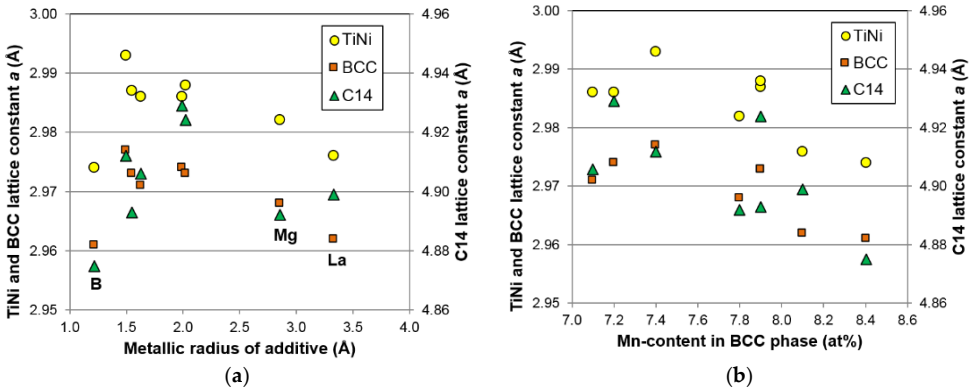 3.00
2.99
2.98
2.97
2.96
2.95
TiNi and BCC lattice constant a (Å)
4.96
4.94
4.92
4.90
4.88
4.86
C14 lattice constant a (Å)
TiNi
BCC
C14
B
Mg
La
1.0 1.5 2.0 2.5 3.0 3.5 4.0
Metallic radius of additive (Å)
(a)
3.00
2.99
2.98
2.97
2.96
2.95
TiNi and BCC lattice constant a (Å)
4.96
4.94
4.92
4.90
4.88
4.86
C14 lattice constant a (Å)
TiNi
BCC
C14
7.0 7.2 7.4 7.6 7.8 8.0 8.2 8.4 8.6
Mn-content in BCC phase (at%)
(b)